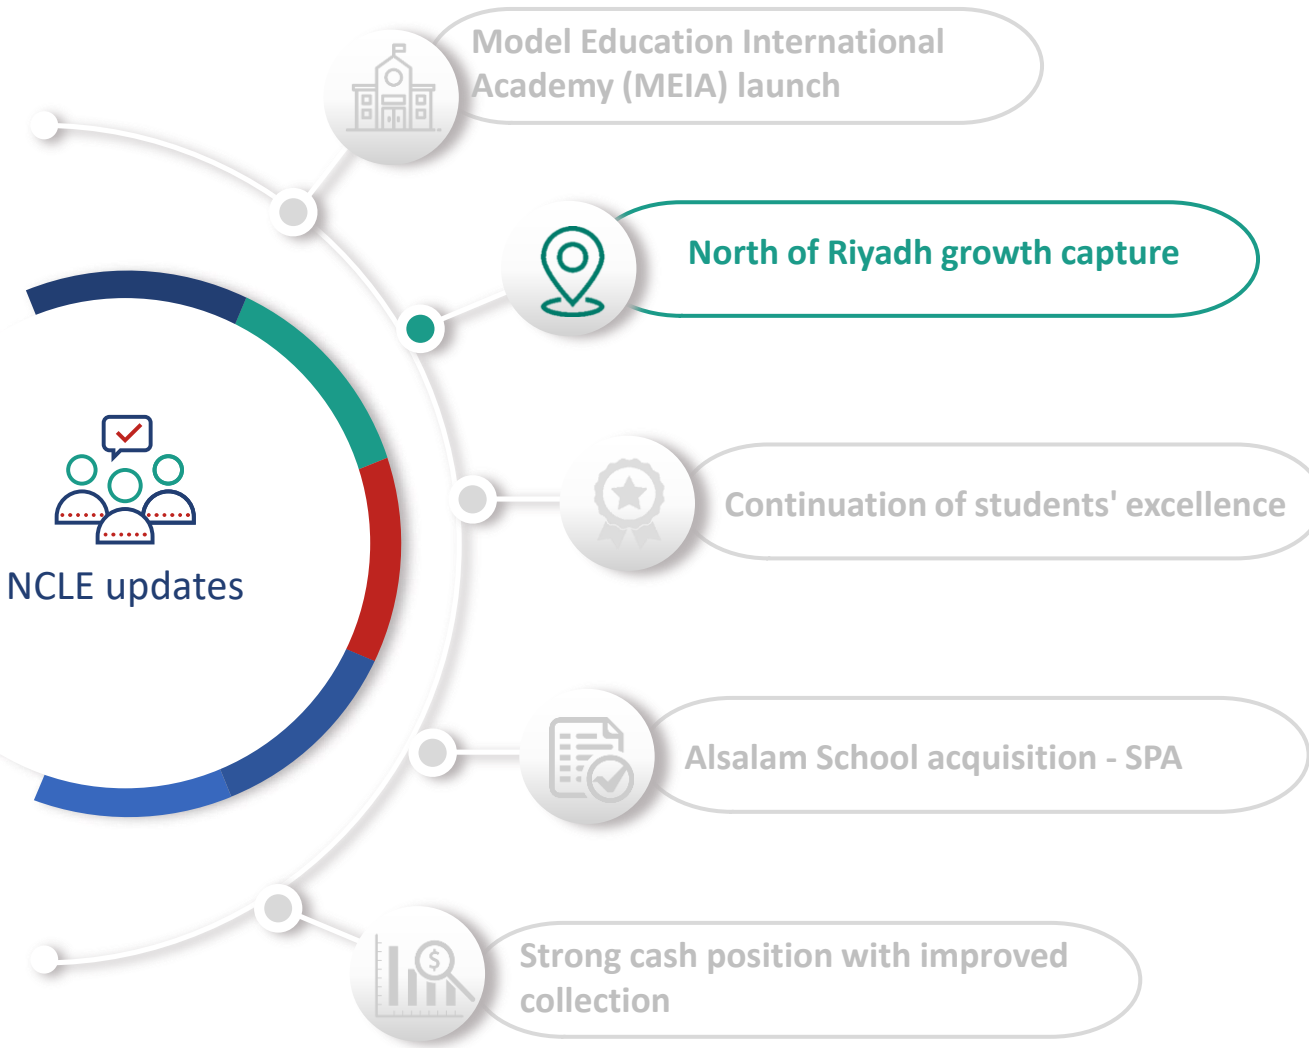 Model Education International
Academy (MEIA) launch
North of Riyadh growth capture
Continuation of students' excellence
NCLE updates
Alsalam School acquisition - SPA
$
Strong cash position with improved
collection